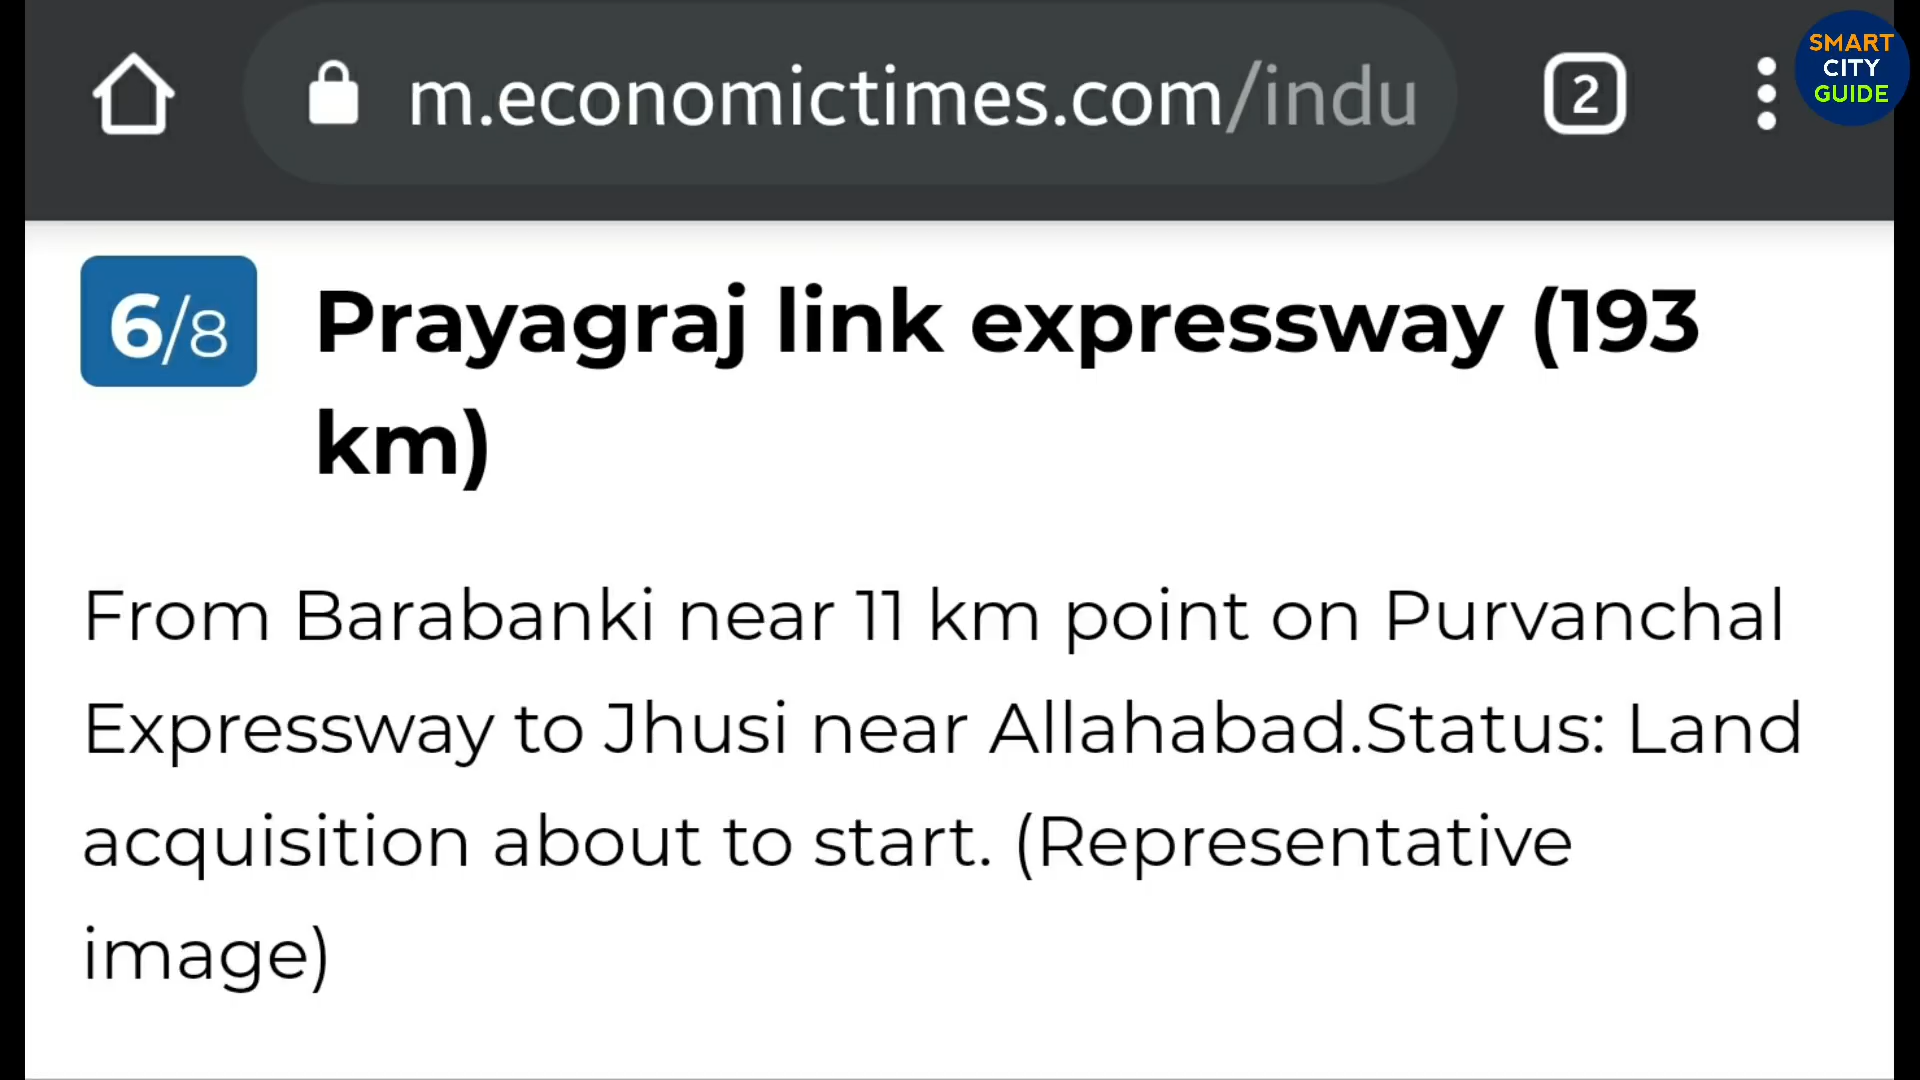 m.economictimes.com/indu
2
SMART
CITY
GUIDE
6/8
Prayagraj link expressway (193
km)
From Barabanki near 11 km point on Purvanchal
Expressway to Jhusi near Allahabad.Status: Land
acquisition about to start. (Representative
image)